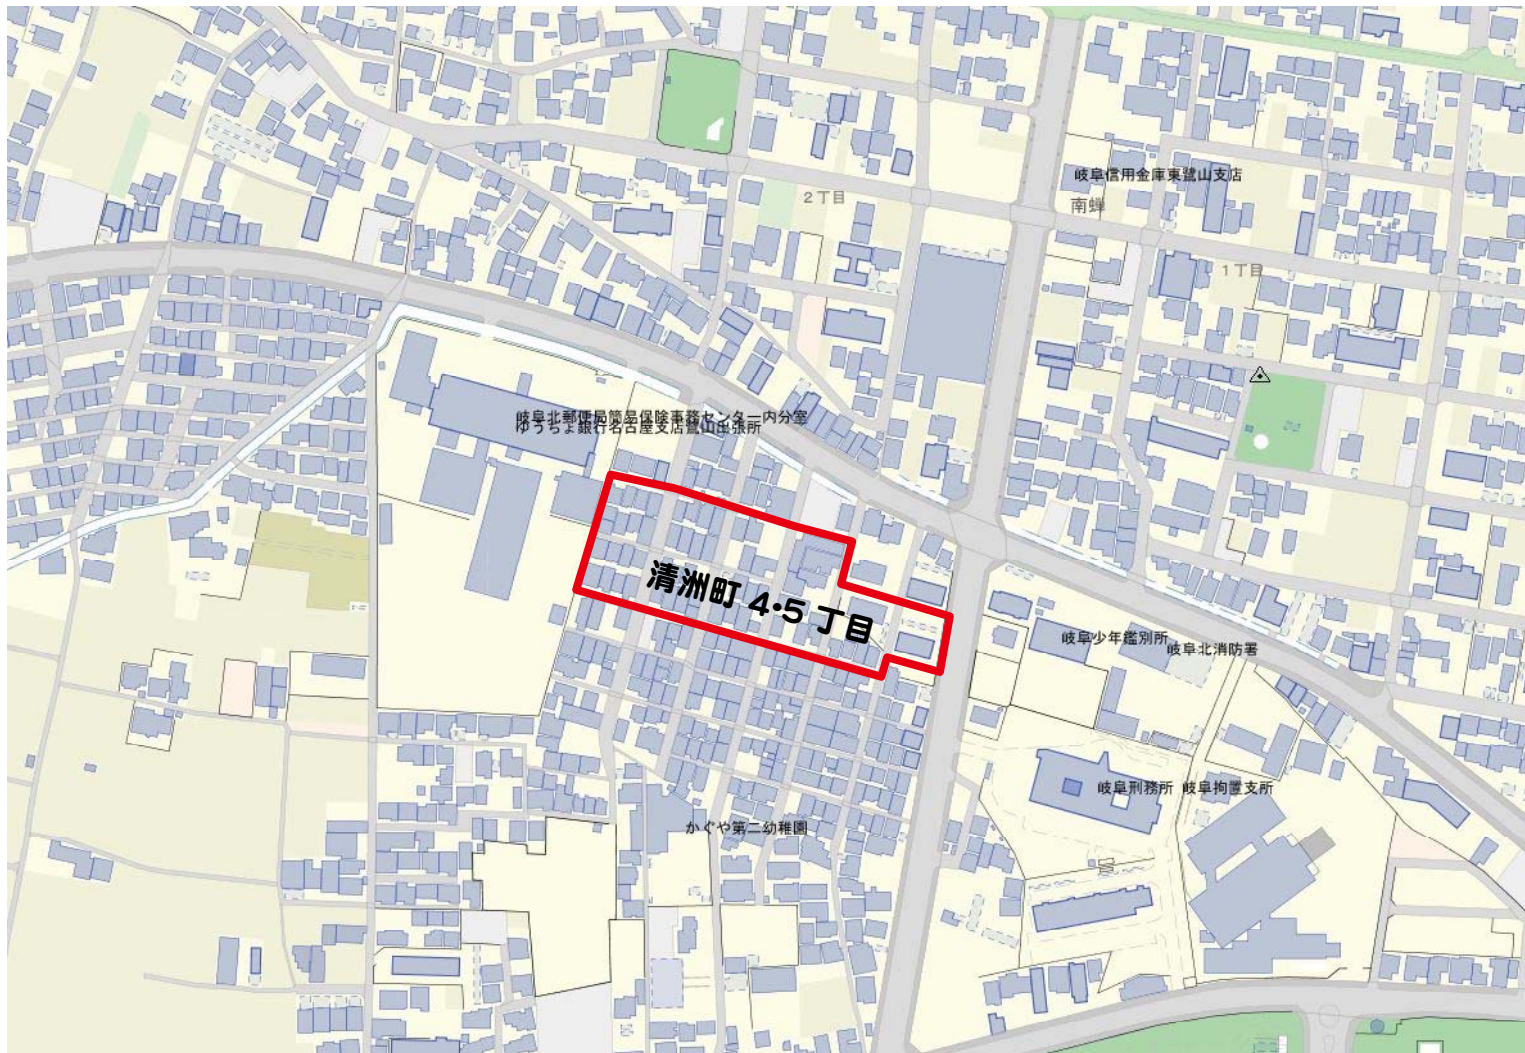 岐阜信用金庫東鷺山支店
2丁目
南蝉
1丁目
岐阜北郵便局簡易保険事務センター内分室
ゆうちょ銀行名古屋支店鷺山出張所
清洲町 4•5 丁目
岐阜少年鑑別所
岐阜北消防署
岐阜刑務所
岐阜拘置支所
かぐや第二幼稚園